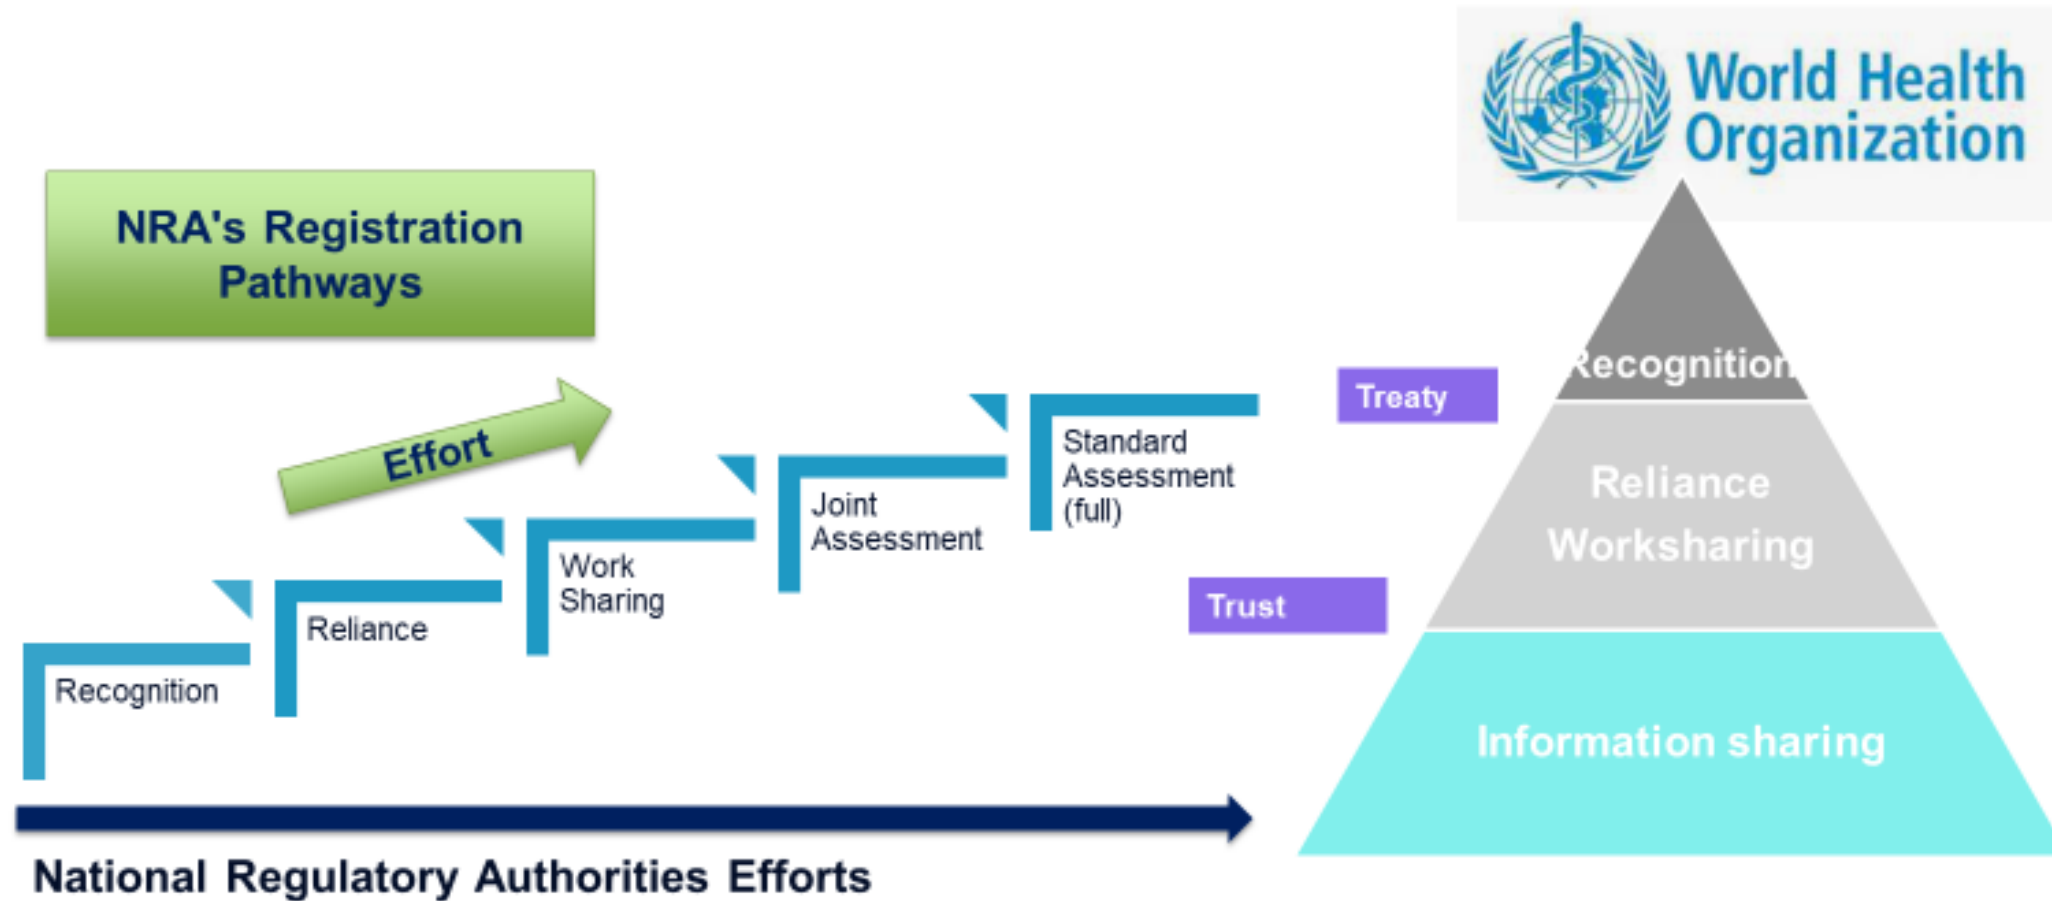 World Health
Organization
NRA's Registration
Pathways
Effort
Recognition
Reliance
Work
Sharing
Joint
Assessment
Standard
Assessment
(full)
National Regulatory Authorities Efforts
Treaty
Trust
Recognition
Reliance
Worksharing
Information sharing